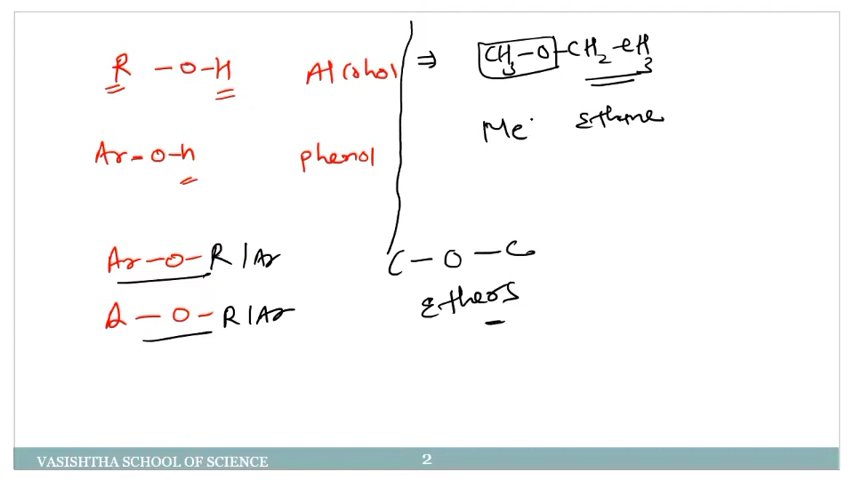 R - O - H Alcohol
Ar - O - h phenol
Ar - O - R | Ar
R - O - R | Ar
⇒ CH3 - O - CH2 - CH3
Me Ethane
C - O - C
Ethers
VASISHTHA SCHOOL OF SCIENCE 2